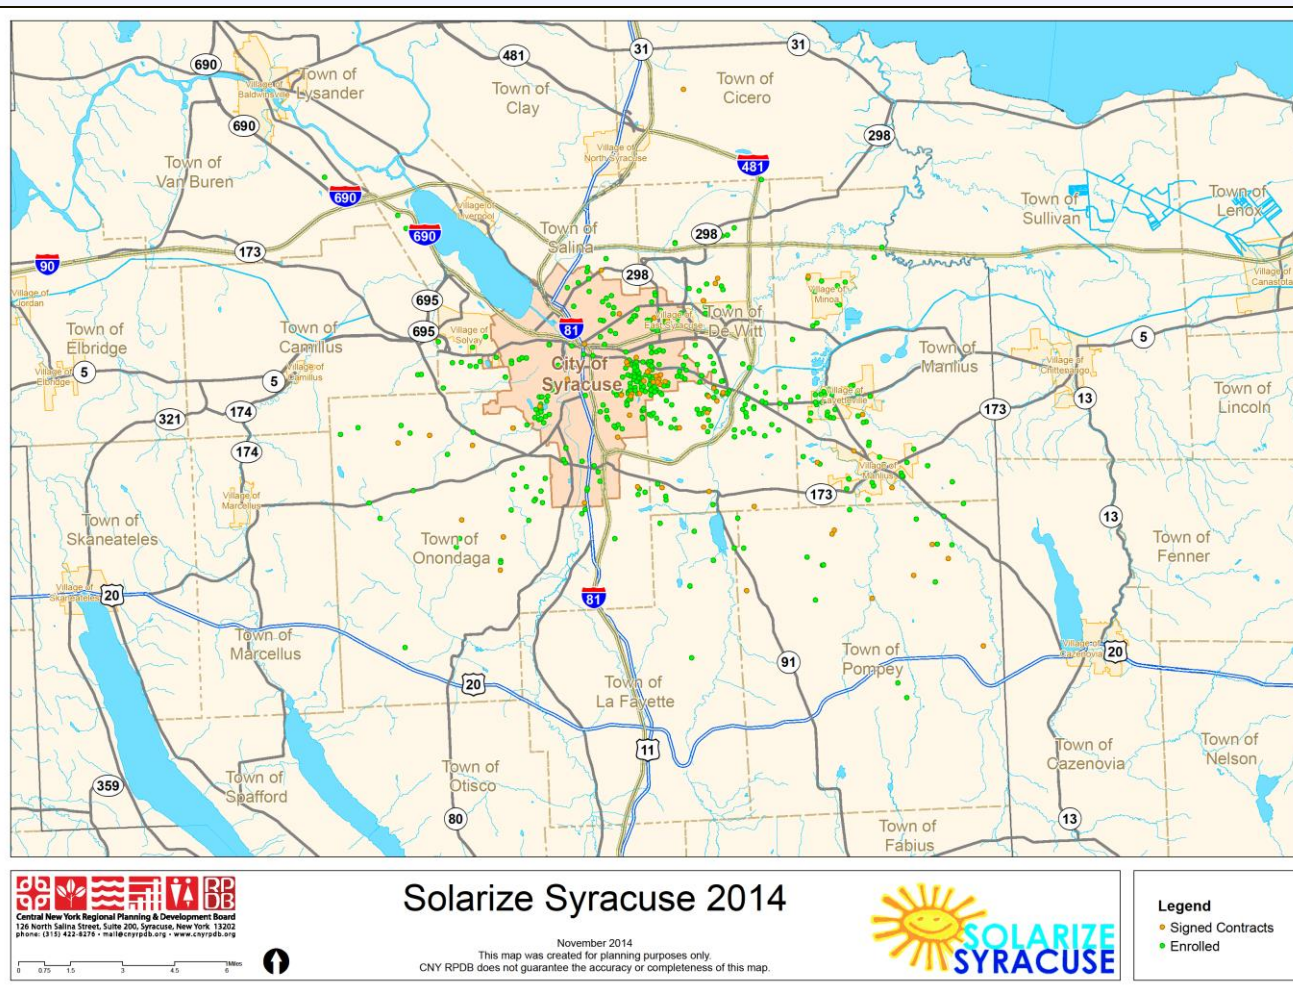 690
Town of
Lysander
Village of
Baldwinsville
481
31
31
Town of
Clay
Town of
Cicero
690
298
Village of
North Syracuse
Town of
Van Buren
481
690
Town of
Sullivan
Town of
Lenox
Village of
Liverpool
690
Town of
Salina
298
173
90
298
Village of
Canastota
Village of
Jordan
Village of
Minoa
695
Town of
De Witt
Village of
East Syracuse
81
695
Village of
Solvay
Town of
Elbridge
Town of
Camillus
5
Town of
Manlius
City of
Syracuse
Village of
Chittenango
Village of
Elbridge
5
5
Village of
Camillus
Village of
Fayetteville
Town of
Lincoln
13
321
174
173
174
Village of
Manlius
Village of
Marcellus
173
13
Town of
Skaneateles
Town of
Onondaga
Town of
Fenner
Village of
Skaneateles
20
81
Town of
Marcellus
Village of
Cazenovia
20
Town of
Pompey
91
20
Town of
La Fayette
11
Town of
Cazenovia
Town of
Nelson
Town of
Otisco
Town of
Spafford
359
80
13
Town of
Fabius
RP
DB
Central New York Regional Planning & Development Board
126 North Salina Street, Suite 200, Syracuse, New York 13202
phone: (315) 422-8276 • mail@cnyrpdb.org • www.cnyrpdb.org
Miles
0 0.75 1.5 3 4.5 6
Solarize Syracuse 2014
November 2014
This map was created for planning purposes only.
CNY RPDB does not guarantee the accuracy or completeness of this map.
SOLARIZE
SYRACUSE
Legend
Signed Contracts
Enrolled